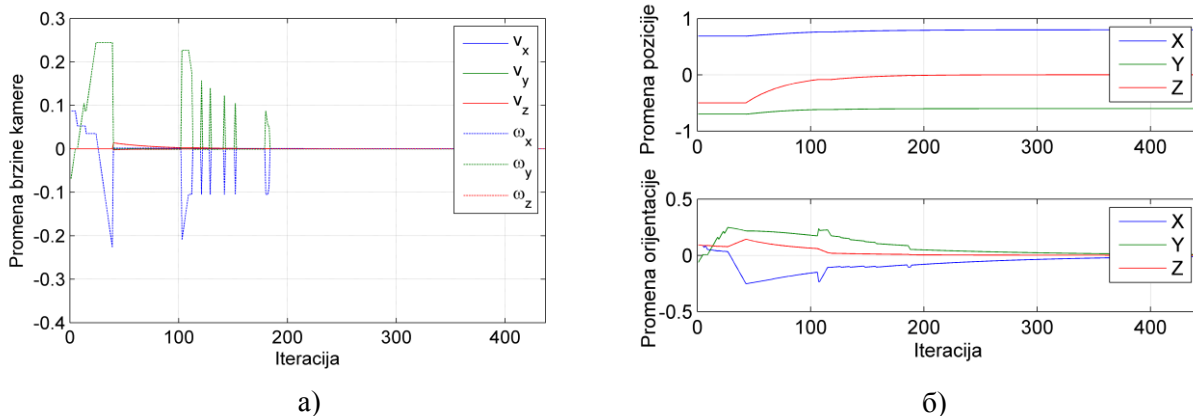 0.3
0.2
0.1
0
-0.1
-0.2
-0.3
-0.4
0
100
200
300
400
Promena brzine kamere
Iteracija
v_x
v_y
v_z
ω_x
ω_y
ω_z
а)
1
0
-1
0
100
200
300
400
Promena pozicije
X
Y
Z
0.5
0
-0.5
0
100
200
300
400
Promena orijentacije
Iteracija
X
Y
Z
б)